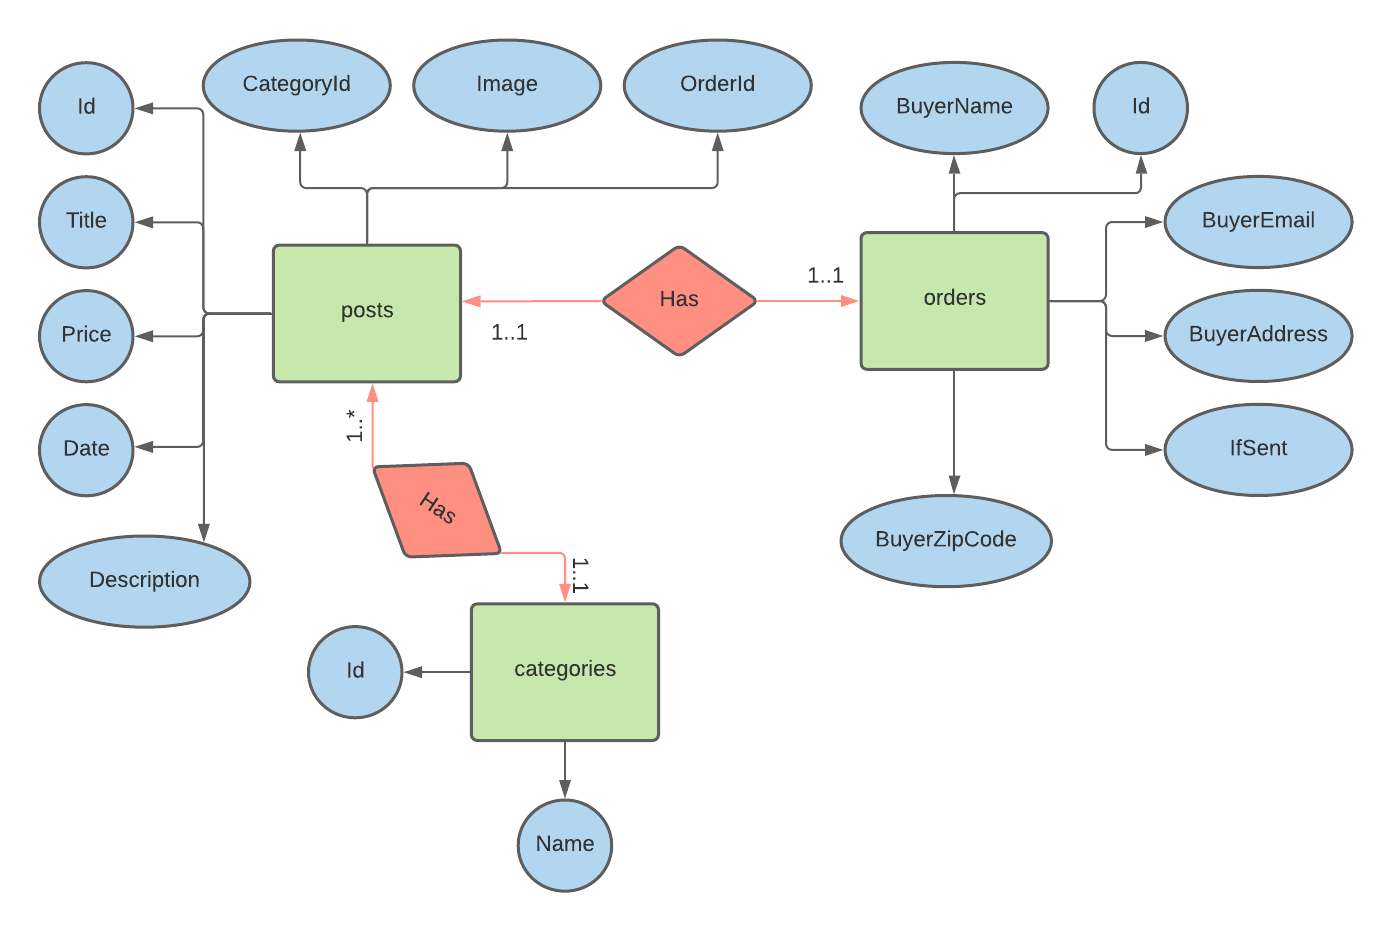 CategoryId
Image
OrderId
BuyerName
Id
Id
Title
BuyerEmail
posts
Has
1..1
1..1
orders
Price
BuyerAddress
1..*
Date
IfSent
Has
Description
BuyerZipCode
1..1
Id
categories
Name